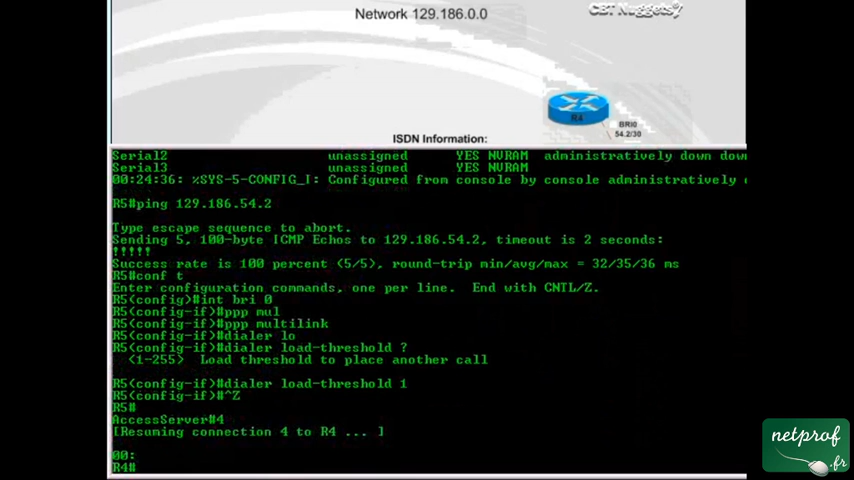 Network 129.186.0.0
CBT Nuggets
R4
BRI0
54.2/30
ISDN Information:
Serial2 unassigned YES NVRAM administratively down down
Serial3 unassigned YES NVRAM
00:24:36: %SYS-5-CONFIG_I: Configured from console by console administratively d
R5#ping 129.186.54.2
Type escape sequence to abort.
Sending 5, 100-byte ICMP Echos to 129.186.54.2, timeout is 2 seconds:
!!!!!
Success rate is 100 percent (5/5), round-trip min/avg/max = 32/35/36 ms
R5#conf t
Enter configuration commands, one per line. End with CNTL/Z.
R5(config)#int bri 0
R5(config-if)#ppp mul
R5(config-if)#ppp multilink
R5(config-if)#dialer lo
R5(config-if)#dialer load-threshold ?
<1-255> Load threshold to place another call
R5(config-if)#dialer load-threshold 1
R5(config-if)#^Z
R5#
AccessServer#4
[Resuming connection 4 to R4 ... ]
00:
R4#
netprof
.fr